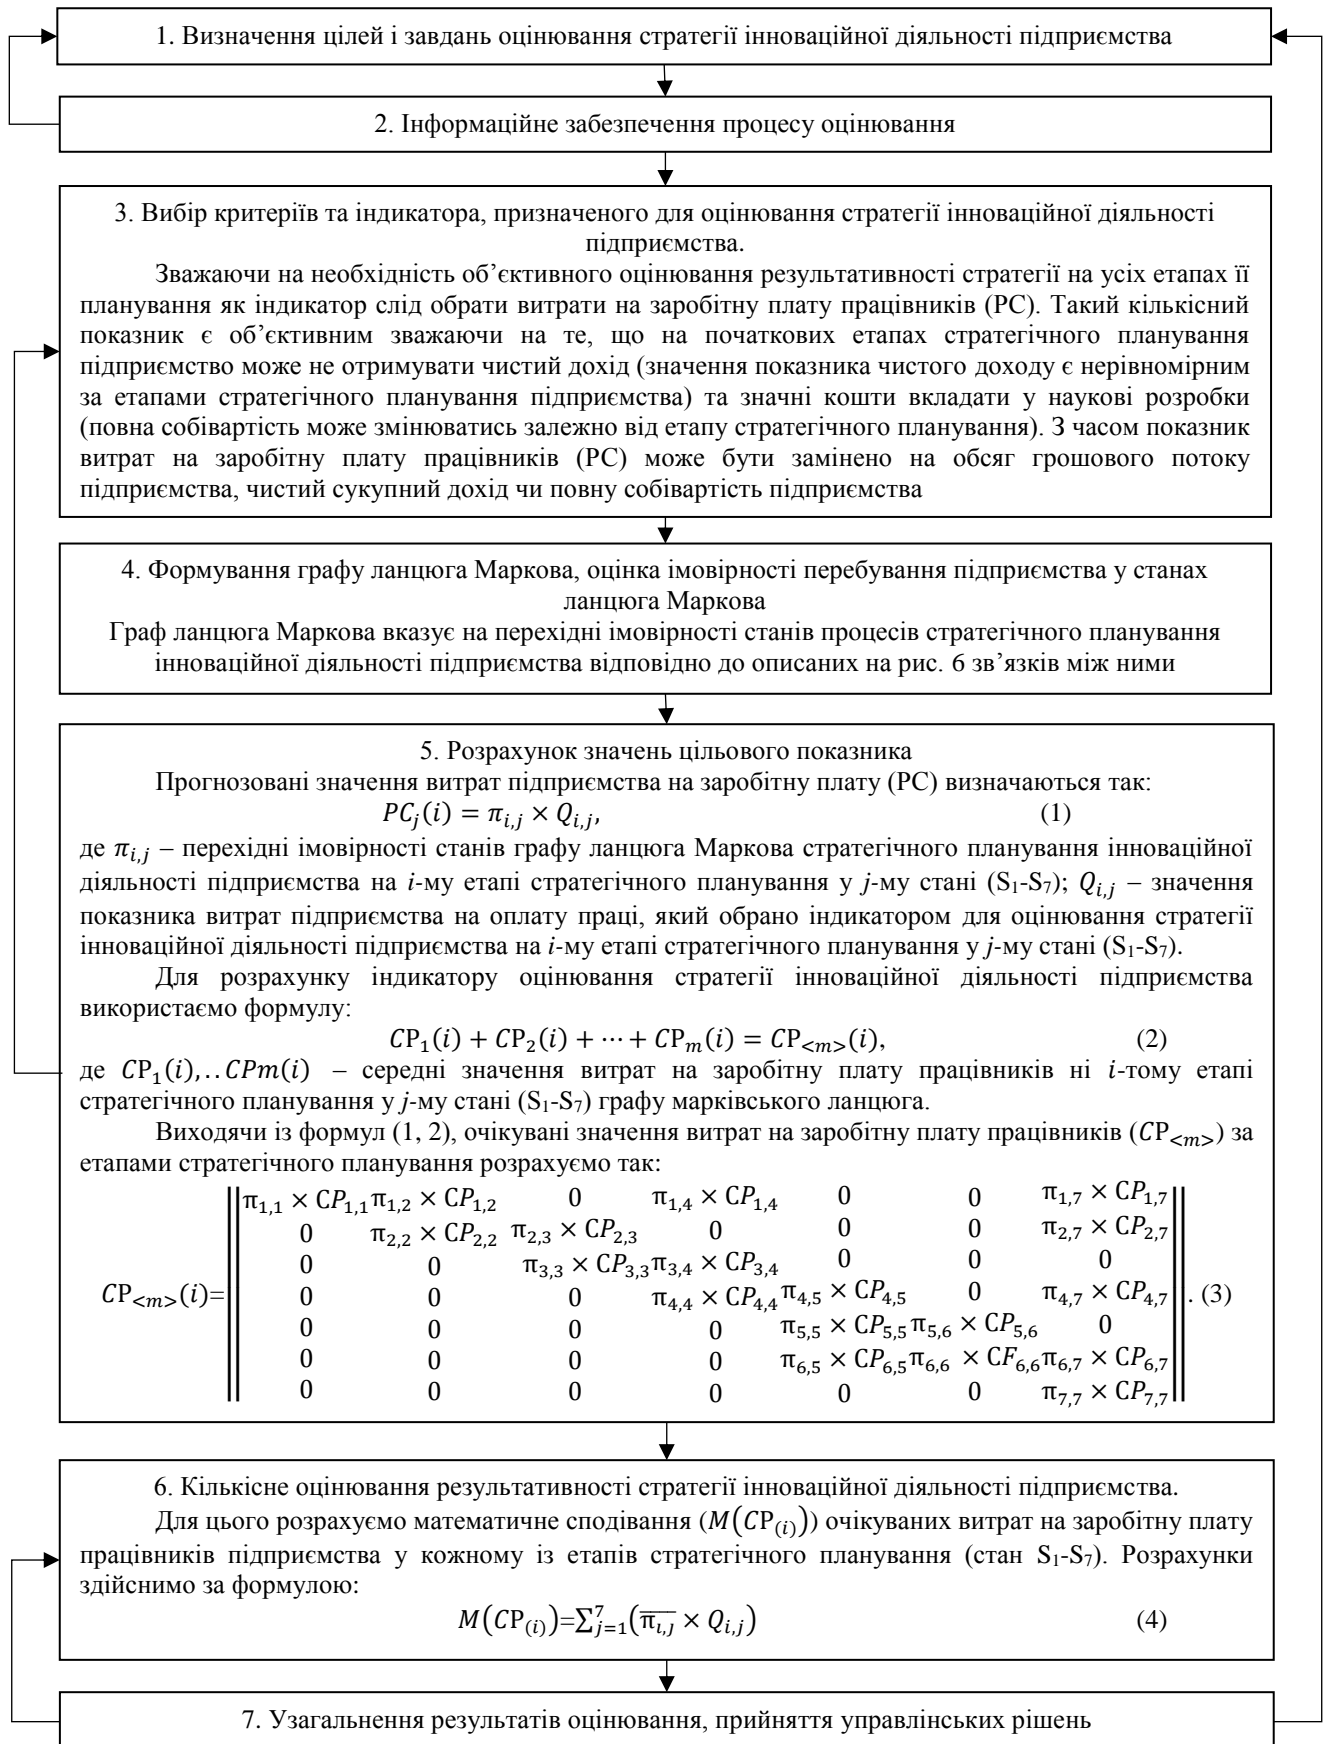 1. Визначення цілей і завдань оцінювання стратегії інноваційної діяльності підприємства
2. Інформаційне забезпечення процесу оцінювання
3. Вибір критеріїв та індикатора, призначеного для оцінювання стратегії інноваційної діяльності
підприємства.
Зважаючи на необхідність об’єктивного оцінювання результативності стратегії на усіх етапах її
планування як індикатор слід обрати витрати на заробітну плату працівників (PC). Такий кількісний
показник є об’єктивним зважаючи на те, що на початкових етапах стратегічного планування
підприємство може не отримувати чистий дохід (значення показника чистого доходу є нерівномірним
за етапами стратегічного планування підприємства) та значні кошти вкладати у наукові розробки
(повна собівартість може змінюватись залежно від етапу стратегічного планування). З часом показник
витрат на заробітну плату працівників (PC) може бути замінено на обсяг грошового потоку
підприємства, чистий сукупний дохід чи повну собівартість підприємства
4. Формування графу ланцюга Маркова, оцінка імовірності перебування підприємства у станах
ланцюга Маркова
Граф ланцюга Маркова вказує на перехідні імовірності станів процесів стратегічного планування
інноваційної діяльності підприємства відповідно до описаних на рис. 6 зв’язків між ними
5. Розрахунок значень цільового показника
Прогнозовані значення витрат підприємства на заробітну плату (PC) визначаються так:
PC_j(i) = π_{i,j} × Q_{i,j}, (1)
де π_{i,j} – перехідні імовірності станів графу ланцюга Маркова стратегічного планування інноваційної
діяльності підприємства на i-му етапі стратегічного планування у j-му стані (S₁-S₇); Q_{i,j} – значення
показника витрат підприємства на оплату праці, який обрано індикатором для оцінювання стратегії
інноваційної діяльності підприємства на i-му етапі стратегічного планування у j-му стані (S₁-S₇).
Для розрахунку індикатору оцінювання стратегії інноваційної діяльності підприємства
використаємо формулу:
CP₁(i) + CP₂(i) + ⋯ + CP_m(i) = CP_{<m>}(i), (2)
де CP₁(i),..CPm(i) – середні значення витрат на заробітну плату працівників ні i-тому етапі
стратегічного планування у j-му стані (S₁-S₇) графу марківського ланцюга.
Виходячи із формул (1, 2), очікувані значення витрат на заробітну плату працівників (CP_{<m>}) за
етапами стратегічного планування розрахуємо так:
π_{1,1} × CP_{1,1} π_{1,2} × CP_{1,2} 0 π_{1,4} × CP_{1,4} 0 0 π_{1,7} × CP_{1,7}
0 π_{2,2} × CP_{2,2} π_{2,3} × CP_{2,3} 0 0 0 π_{2,7} × CP_{2,7}
0 0 π_{3,3} × CP_{3,3} π_{3,4} × CP_{3,4} 0 0 0
CP_{<m>}(i)= 0 0 0 π_{4,4} × CP_{4,4} π_{4,5} × CP_{4,5} 0 π_{4,7} × CP_{4,7} . (3)
0 0 0 0 π_{5,5} × CP_{5,5} π_{5,6} × CP_{5,6} 0
0 0 0 0 π_{6,5} × CP_{6,5} π_{6,6} × CF_{6,6} π_{6,7} × CP_{6,7}
0 0 0 0 0 0 π_{7,7} × CP_{7,7}
6. Кількісне оцінювання результативності стратегії інноваційної діяльності підприємства.
Для цього розрахуємо математичне сподівання (M(CP_{(i)})) очікуваних витрат на заробітну плату
працівників підприємства у кожному із етапів стратегічного планування (стан S₁-S₇). Розрахунки
здійснимо за формулою:
M(CP_{(i)})=∑_{j=1}^{7}(\overline{π_{i,j}} × Q_{i,j}) (4)
7. Узагальнення результатів оцінювання, прийняття управлінських рішень